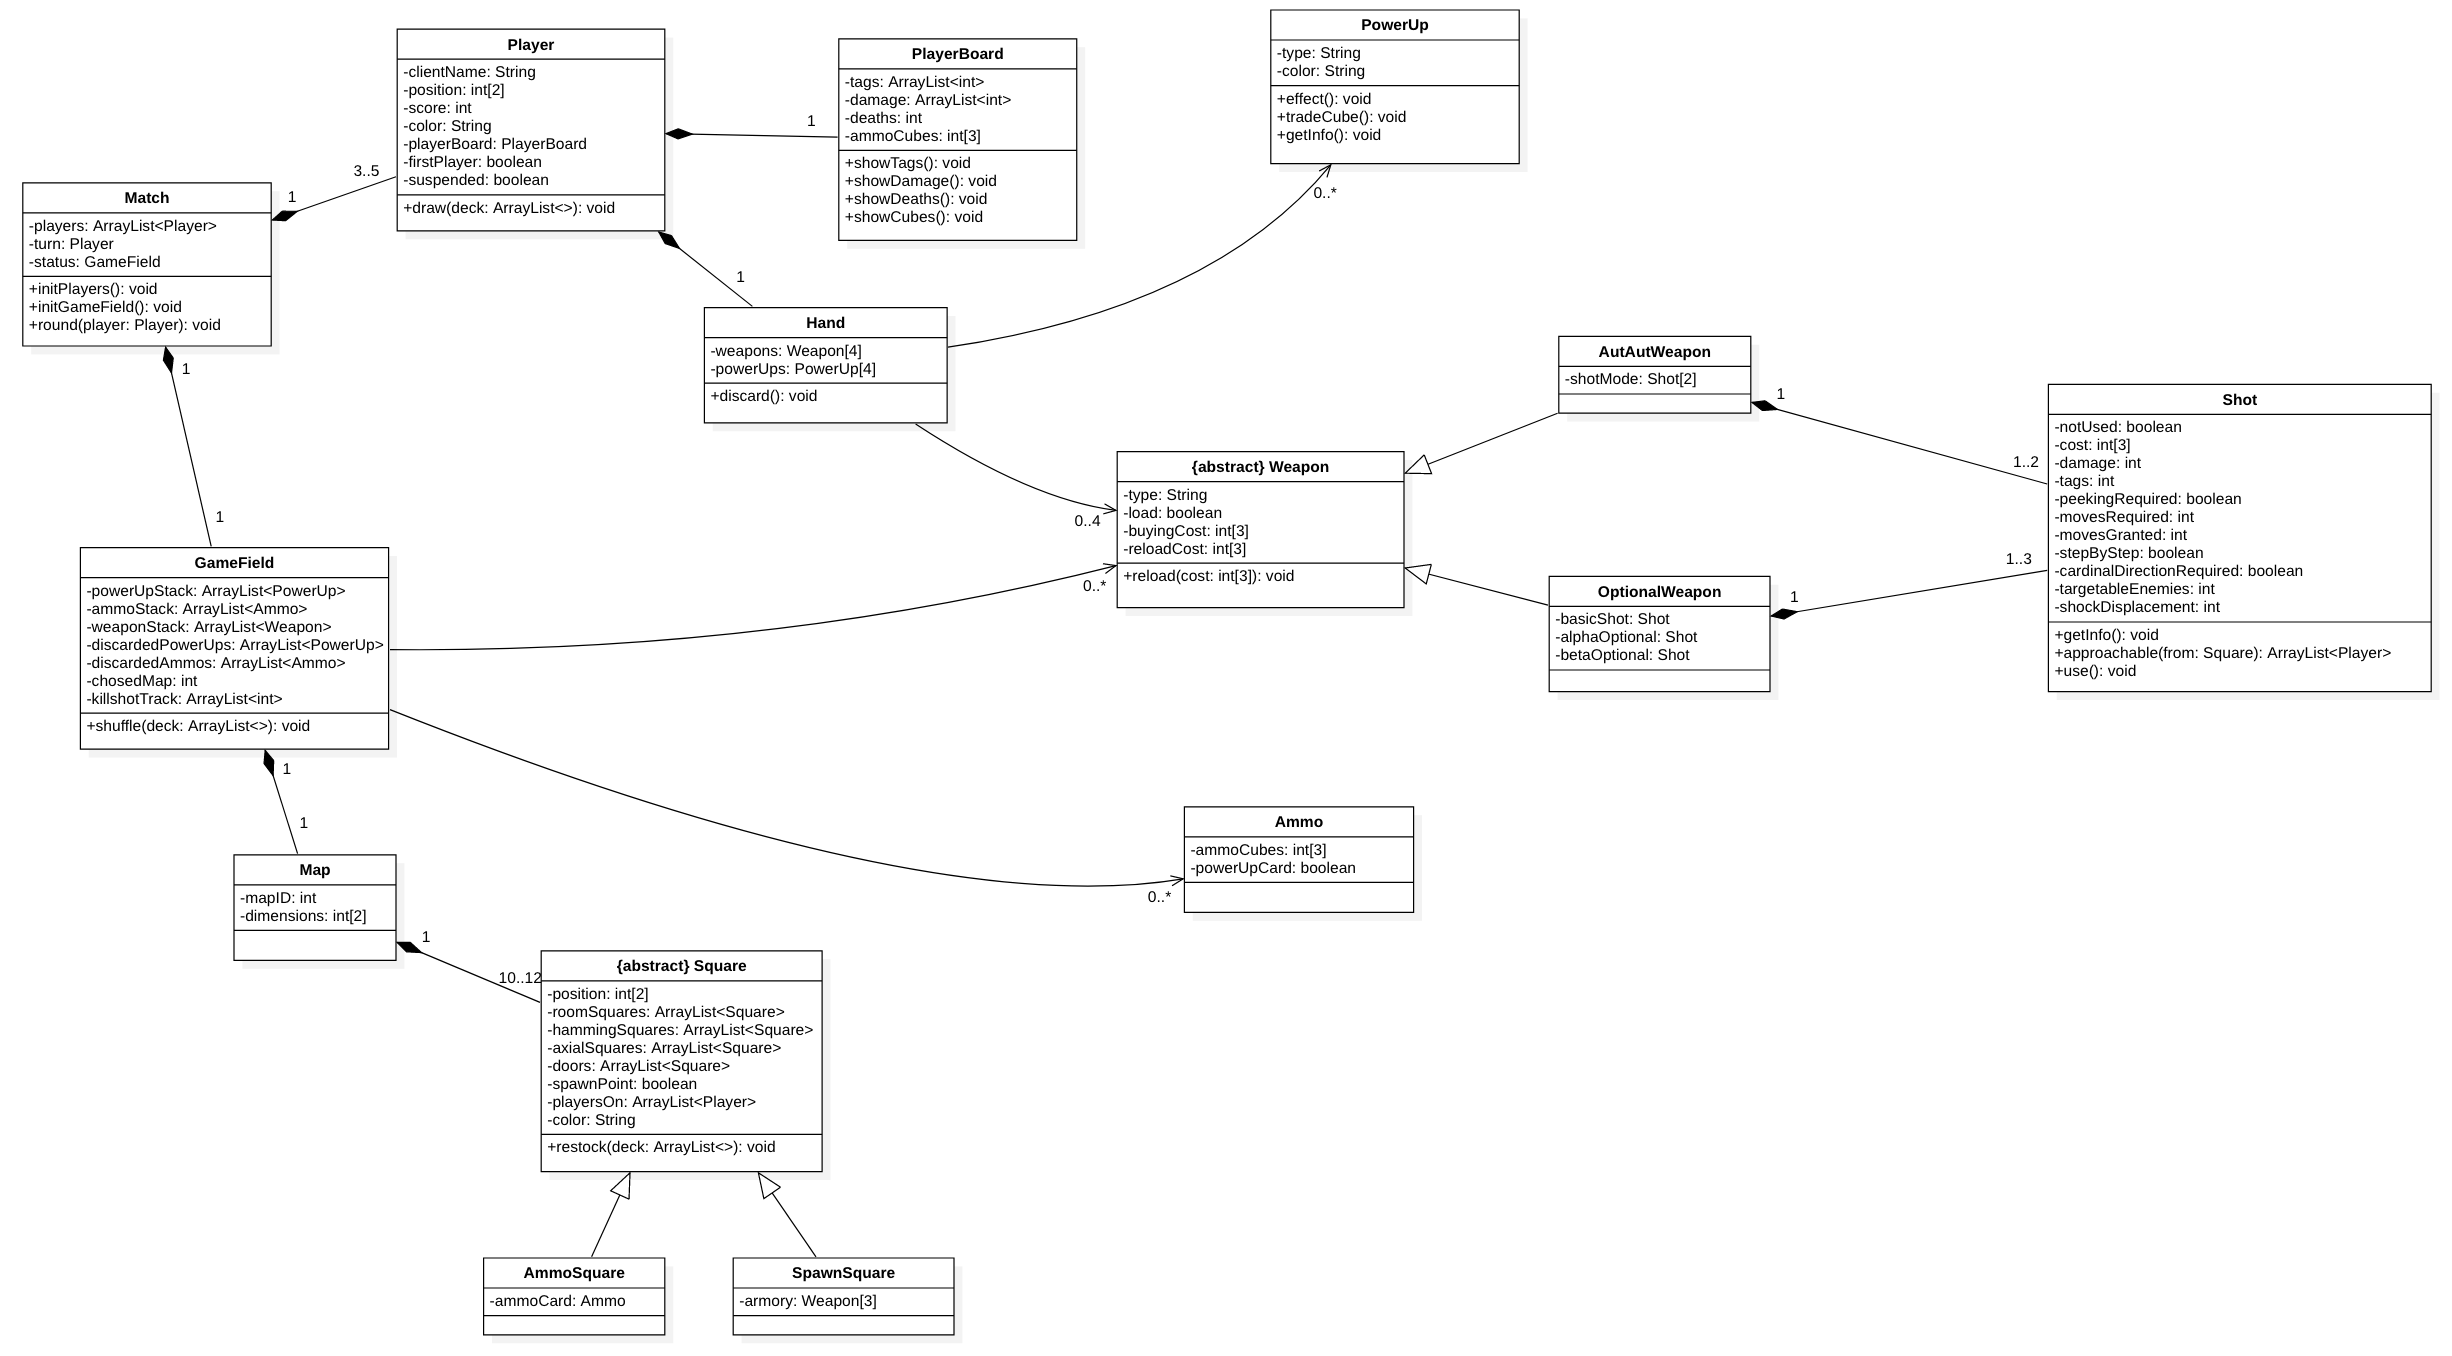 Player
-clientName: String
-position: int[2]
-score: int
-color: String
-playerBoard: PlayerBoard
-firstPlayer: boolean
-suspended: boolean
+draw(deck: ArrayList<>): void
1
PlayerBoard
-tags: ArrayList<int>
-damage: ArrayList<int>
-deaths: int
-ammoCubes: int[3]
+showTags(): void
+showDamage(): void
+showDeaths(): void
+showCubes(): void
PowerUp
-type: String
-color: String
+effect(): void
+tradeCube(): void
+getInfo(): void
0..*
3..5
1
Match
-players: ArrayList<Player>
-turn: Player
-status: GameField
+initPlayers(): void
+initGameField(): void
+round(player: Player): void
1
1
1
Hand
-weapons: Weapon[4]
-powerUps: PowerUp[4]
+discard(): void
0..4
0..*
{abstract} Weapon
-type: String
-load: boolean
-buyingCost: int[3]
-reloadCost: int[3]
+reload(cost: int[3]): void
AutAutWeapon
-shotMode: Shot[2]
1
1..2
OptionalWeapon
-basicShot: Shot
-alphaOptional: Shot
-betaOptional: Shot
1
1..3
Shot
-notUsed: boolean
-cost: int[3]
-damage: int
-tags: int
-peekingRequired: boolean
-movesRequired: int
-movesGranted: int
-stepByStep: boolean
-cardinalDirectionRequired: boolean
-targetableEnemies: int
-shockDisplacement: int
+getInfo(): void
+approachable(from: Square): ArrayList<Player>
+use(): void
GameField
-powerUpStack: ArrayList<PowerUp>
-ammoStack: ArrayList<Ammo>
-weaponStack: ArrayList<Weapon>
-discardedPowerUps: ArrayList<PowerUp>
-discardedAmmos: ArrayList<Ammo>
-chosedMap: int
-killshotTrack: ArrayList<int>
+shuffle(deck: ArrayList<>): void
1
1
Ammo
-ammoCubes: int[3]
-powerUpCard: boolean
0..*
Map
-mapID: int
-dimensions: int[2]
1
10..12
{abstract} Square
-position: int[2]
-roomSquares: ArrayList<Square>
-hammingSquares: ArrayList<Square>
-axialSquares: ArrayList<Square>
-doors: ArrayList<Square>
-spawnPoint: boolean
-playersOn: ArrayList<Player>
-color: String
+restock(deck: ArrayList<>): void
AmmoSquare
-ammoCard: Ammo
SpawnSquare
-armory: Weapon[3]